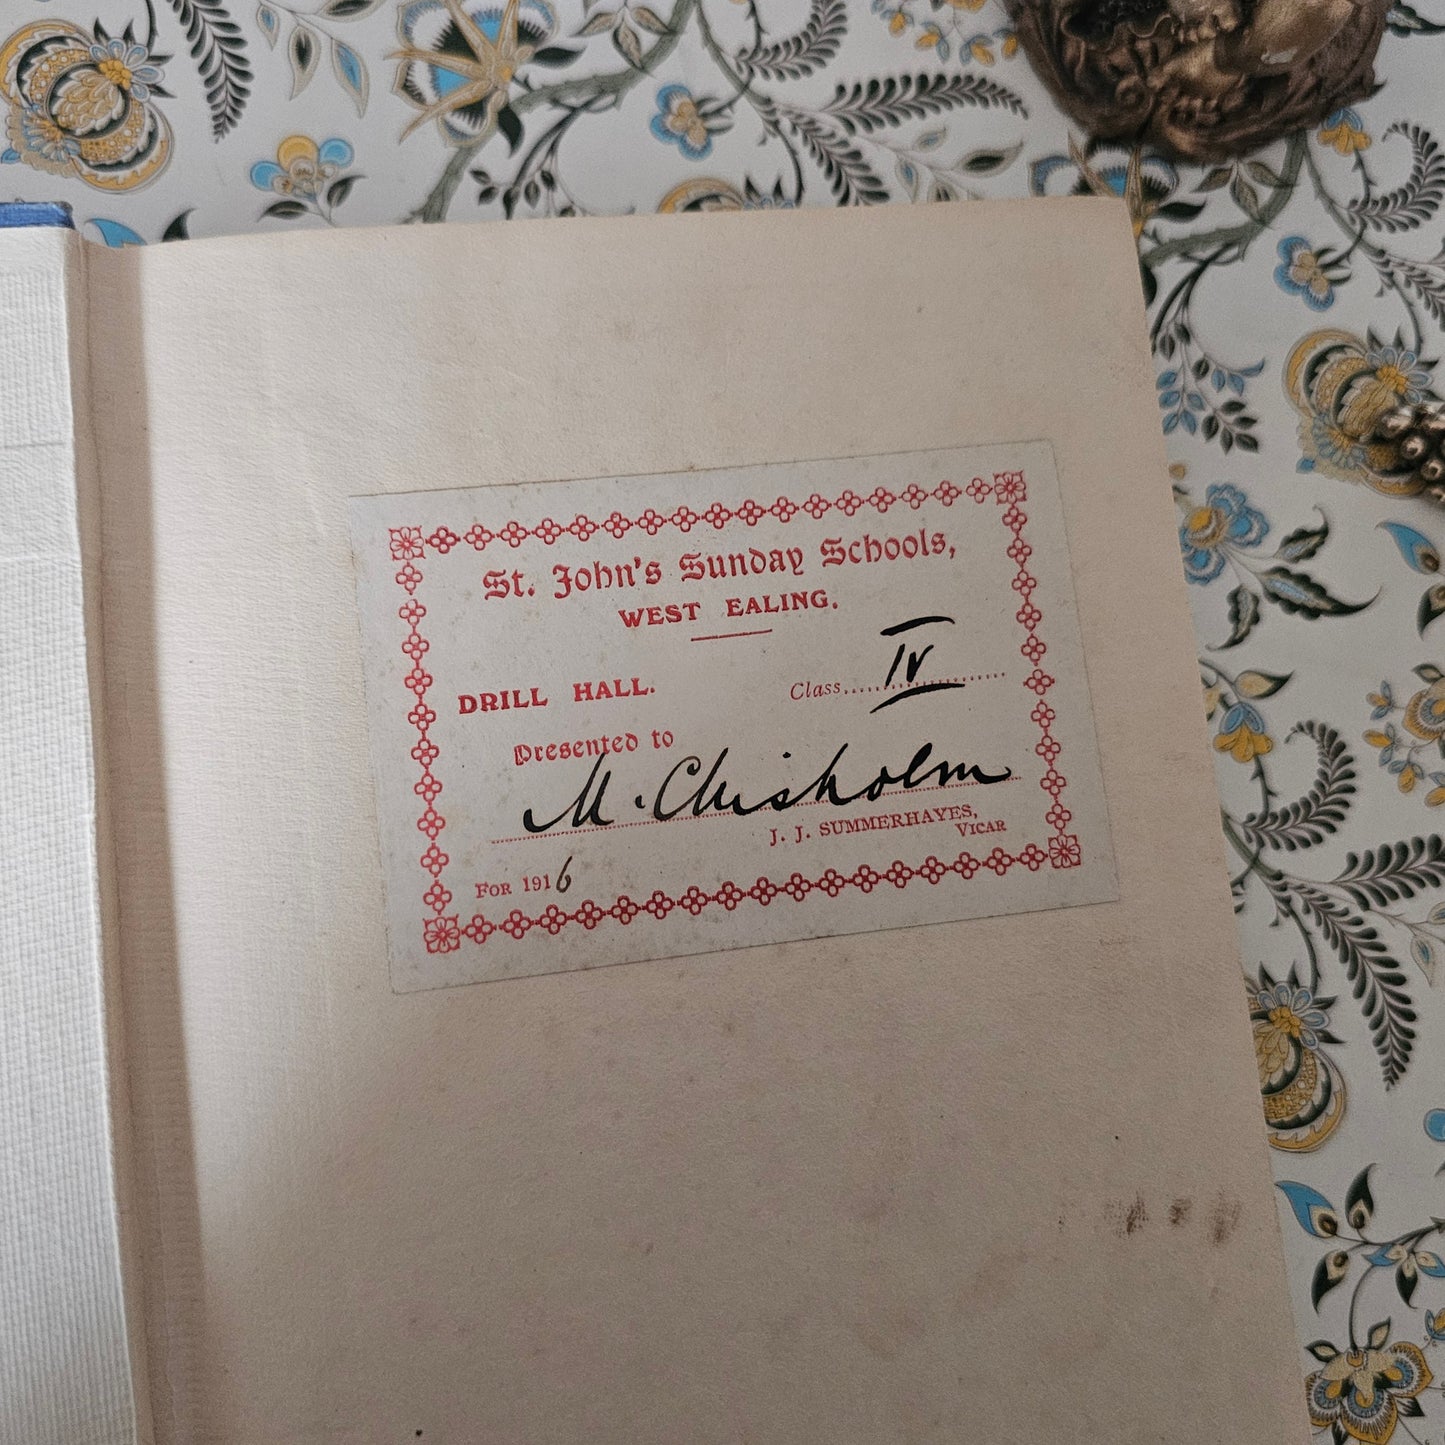 St. John's Sunday Schools,
WEST EALING.
DRILL HALL. Class IV
Presented to
M. Chisholm
J. J. SUMMERHAYES,
VICAR
FOR 1916